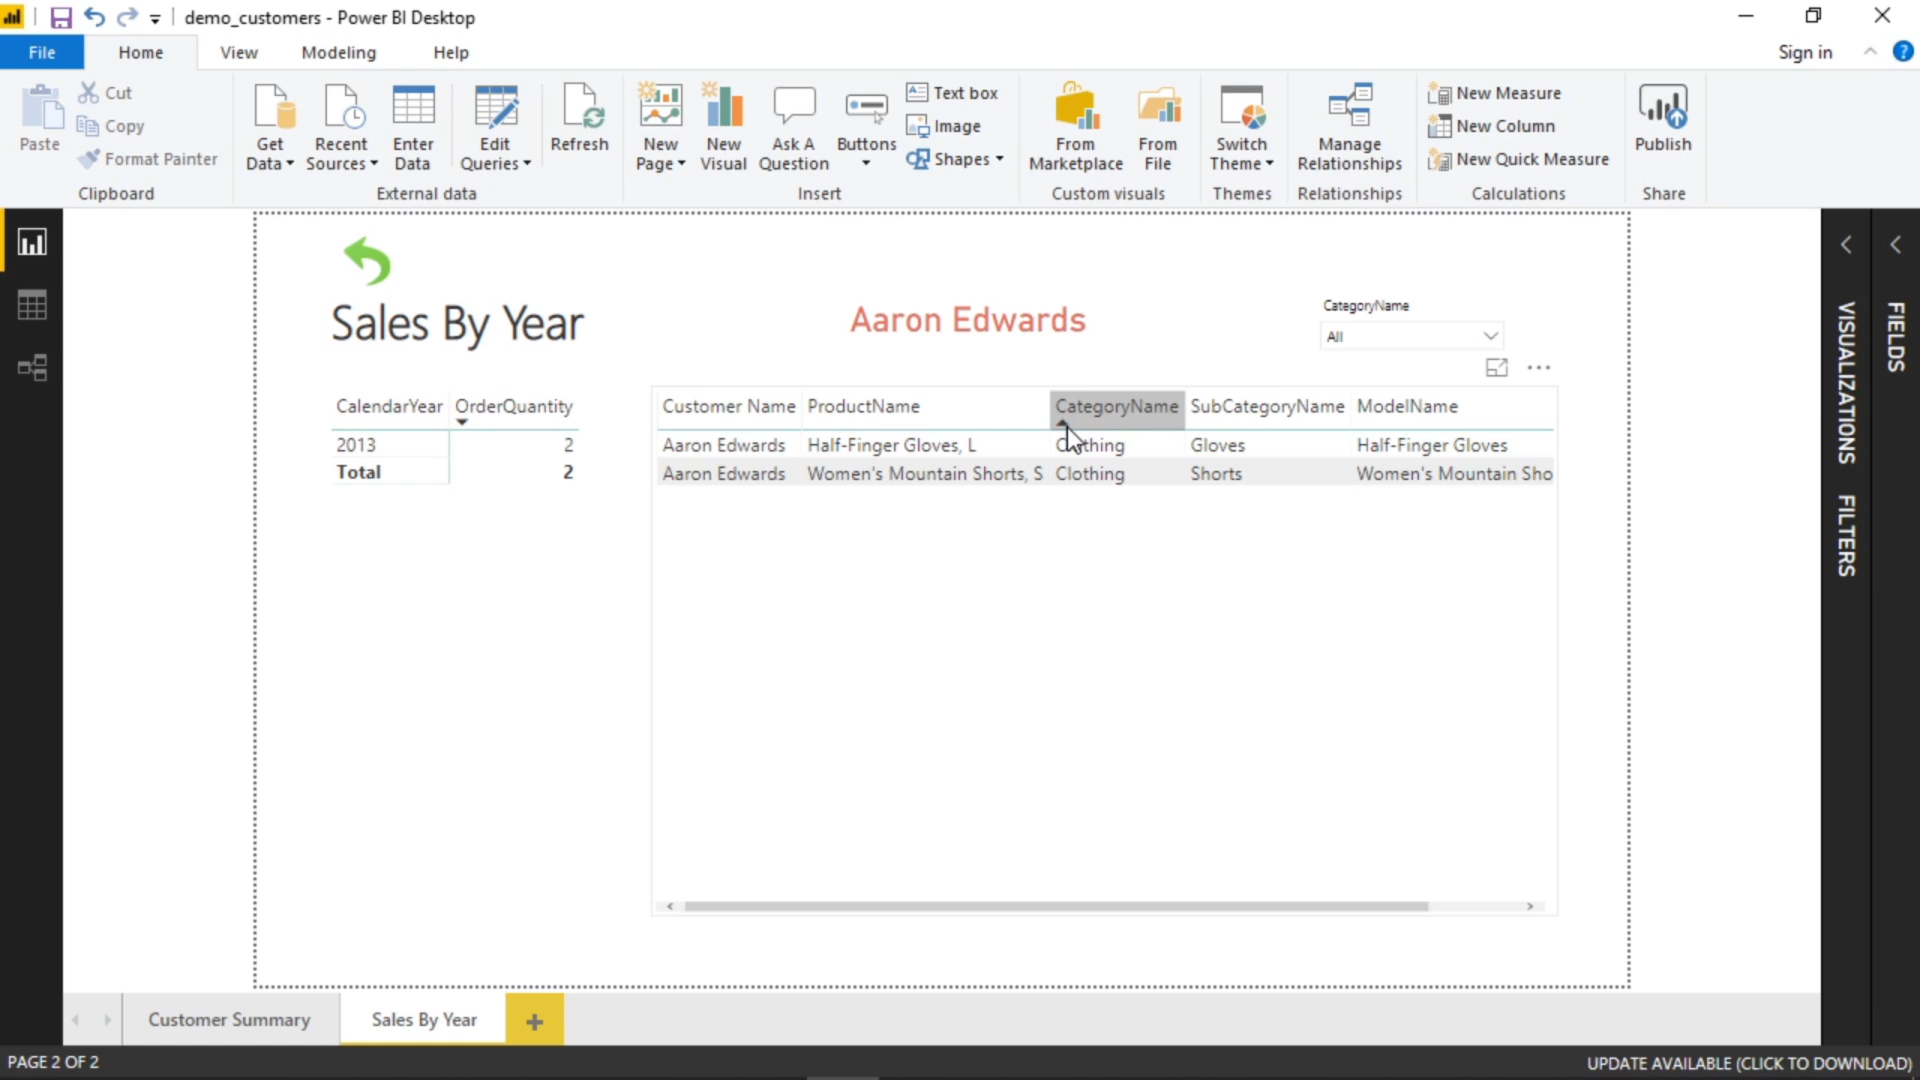 demo_customers - Power BI Desktop
File Home View Modeling Help Sign in
Paste Cut Copy Format Painter
Clipboard
Get Data Recent Sources Enter Data Edit Queries Refresh
External data
New Page New Visual Ask A Question Buttons Text box Image Shapes
Insert
From Marketplace From File
Custom visuals
Switch Theme
Themes
Manage Relationships
Relationships
New Measure
New Column
New Quick Measure
Calculations
Publish
Share
Sales By Year
Aaron Edwards
CategoryName
All
CalendarYear OrderQuantity
2013 2
Total 2
Customer Name ProductName CategoryName SubCategoryName ModelName
Aaron Edwards Half-Finger Gloves, L Clothing Gloves Half-Finger Gloves
Aaron Edwards Women's Mountain Shorts, S Clothing Shorts Women's Mountain Sho
VISUALIZATIONS
FILTERS
FIELDS
Customer Summary Sales By Year
PAGE 2 OF 2
UPDATE AVAILABLE (CLICK TO DOWNLOAD)